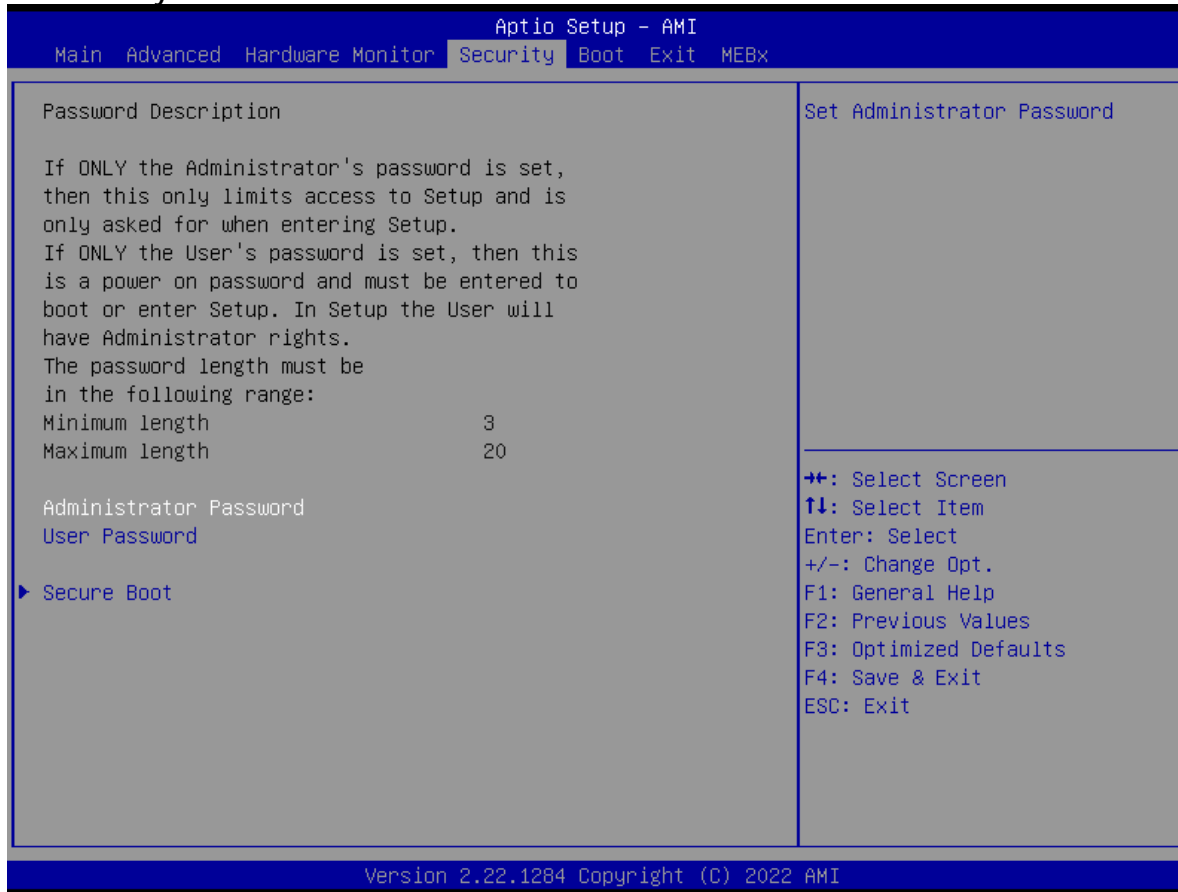 Aptio Setup – AMI
Main Advanced Hardware Monitor Security Boot Exit MEBx
Password Description
If ONLY the Administrator's password is set,
then this only limits access to Setup and is
only asked for when entering Setup.
If ONLY the User's password is set, then this
is a power on password and must be entered to
boot or enter Setup. In Setup the User will
have Administrator rights.
The password length must be
in the following range:
Minimum length 3
Maximum length 20
Administrator Password
User Password
▶ Secure Boot
Set Administrator Password
→←: Select Screen
↑↓: Select Item
Enter: Select
+/-: Change Opt.
F1: General Help
F2: Previous Values
F3: Optimized Defaults
F4: Save & Exit
ESC: Exit
Version 2.22.1284 Copyright (C) 2022 AMI